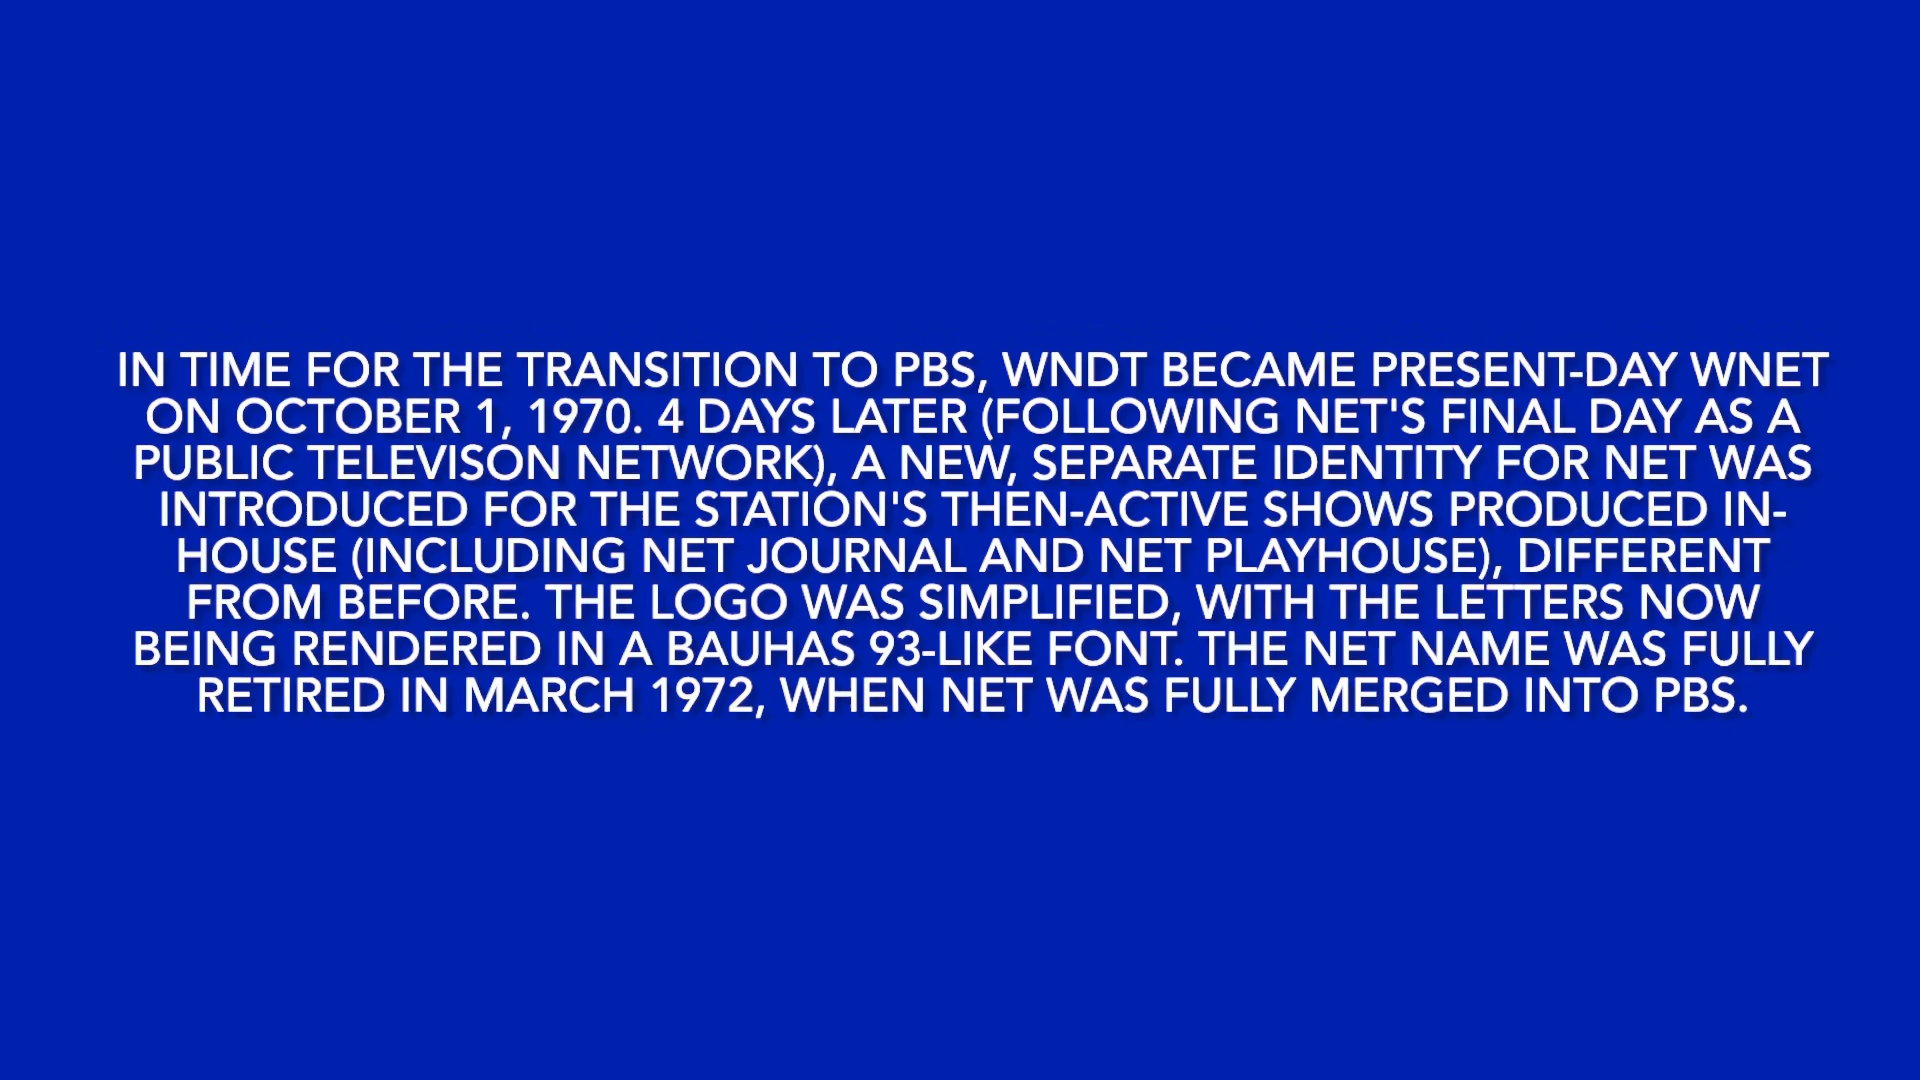 IN TIME FOR THE TRANSITION TO PBS, WNDT BECAME PRESENT-DAY WNET
ON OCTOBER 1, 1970. 4 DAYS LATER (FOLLOWING NET'S FINAL DAY AS A
PUBLIC TELEVISON NETWORK), A NEW, SEPARATE IDENTITY FOR NET WAS
INTRODUCED FOR THE STATION'S THEN-ACTIVE SHOWS PRODUCED IN-
HOUSE (INCLUDING NET JOURNAL AND NET PLAYHOUSE), DIFFERENT
FROM BEFORE. THE LOGO WAS SIMPLIFIED, WITH THE LETTERS NOW
BEING RENDERED IN A BAUHAS 93-LIKE FONT. THE NET NAME WAS FULLY
RETIRED IN MARCH 1972, WHEN NET WAS FULLY MERGED INTO PBS.